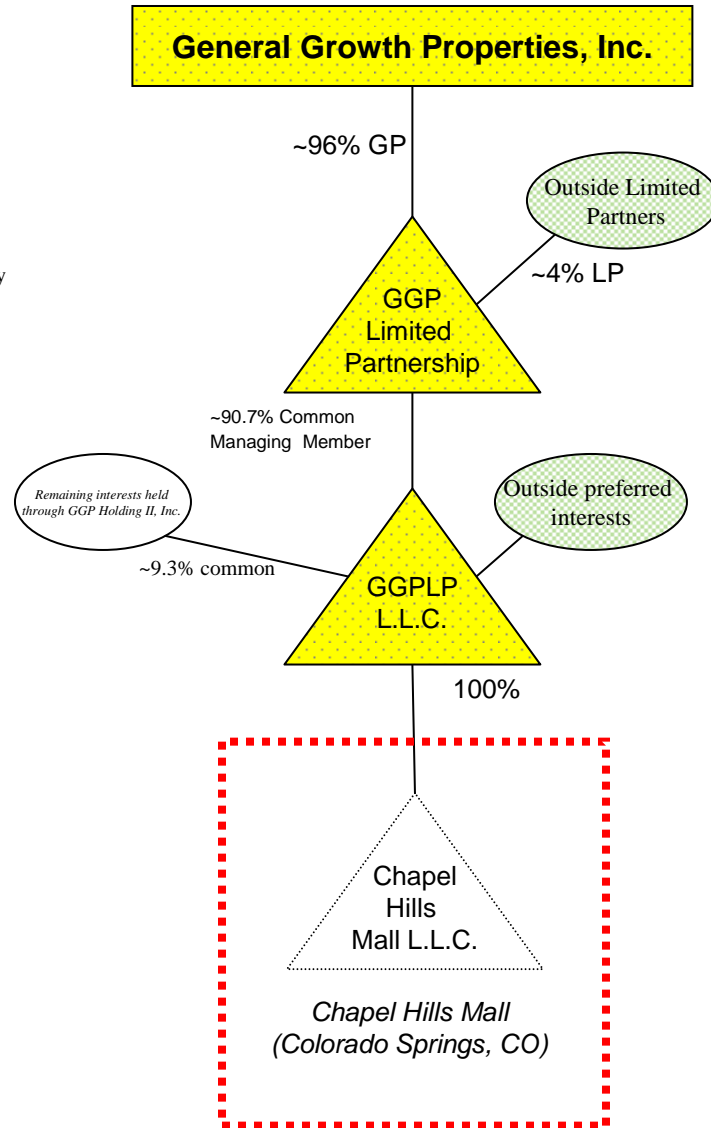 General Growth Properties, Inc.
~96% GP
Outside Limited
Partners
~4% LP
y
GGP
Limited
Partnership
~90.7% Common
Managing Member
Remaining interests held
through GGP Holding II, Inc.
Outside preferred
interests
~9.3% common
GGPLP
L.L.C.
100%
Chapel
Hills
Mall L.L.C.
Chapel Hills Mall
(Colorado Springs, CO)